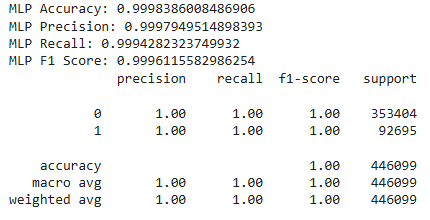 MLP Accuracy: 0.9998386008486906
MLP Precision: 0.9997949514898393
MLP Recall: 0.9994282323749932
MLP F1 Score: 0.9996115582986254
precision recall f1-score support
0 1.00 1.00 1.00 353404
1 1.00 1.00 1.00 92695
accuracy 1.00 446099
macro avg 1.00 1.00 1.00 446099
weighted avg 1.00 1.00 1.00 446099